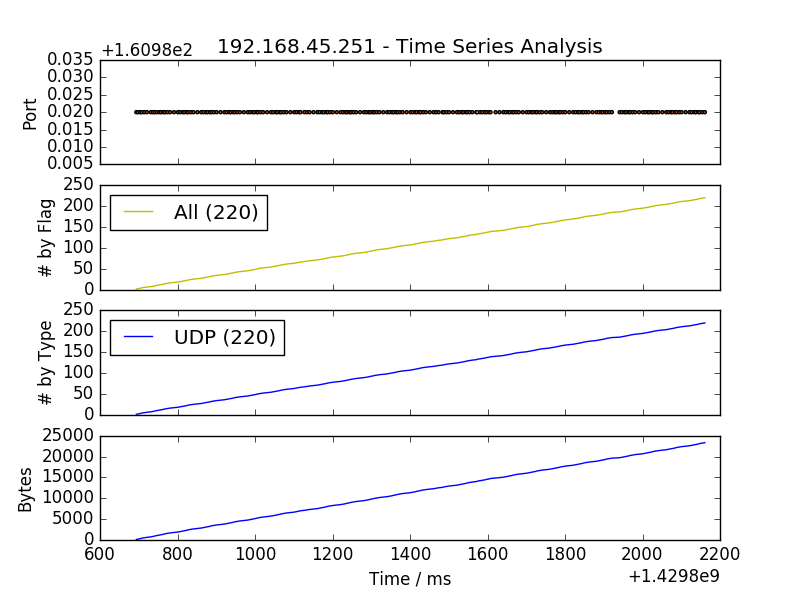 +1.6098e2
192.168.45.251 - Time Series Analysis
0.035
0.030
0.025
0.020
0.015
0.010
0.005
Port
250
200
150
100
50
0
# by Flag
All (220)
250
200
150
100
50
0
# by Type
UDP (220)
25000
20000
15000
10000
5000
0
Bytes
600 800 1000 1200 1400 1600 1800 2000 2200
Time / ms
+1.4298e9